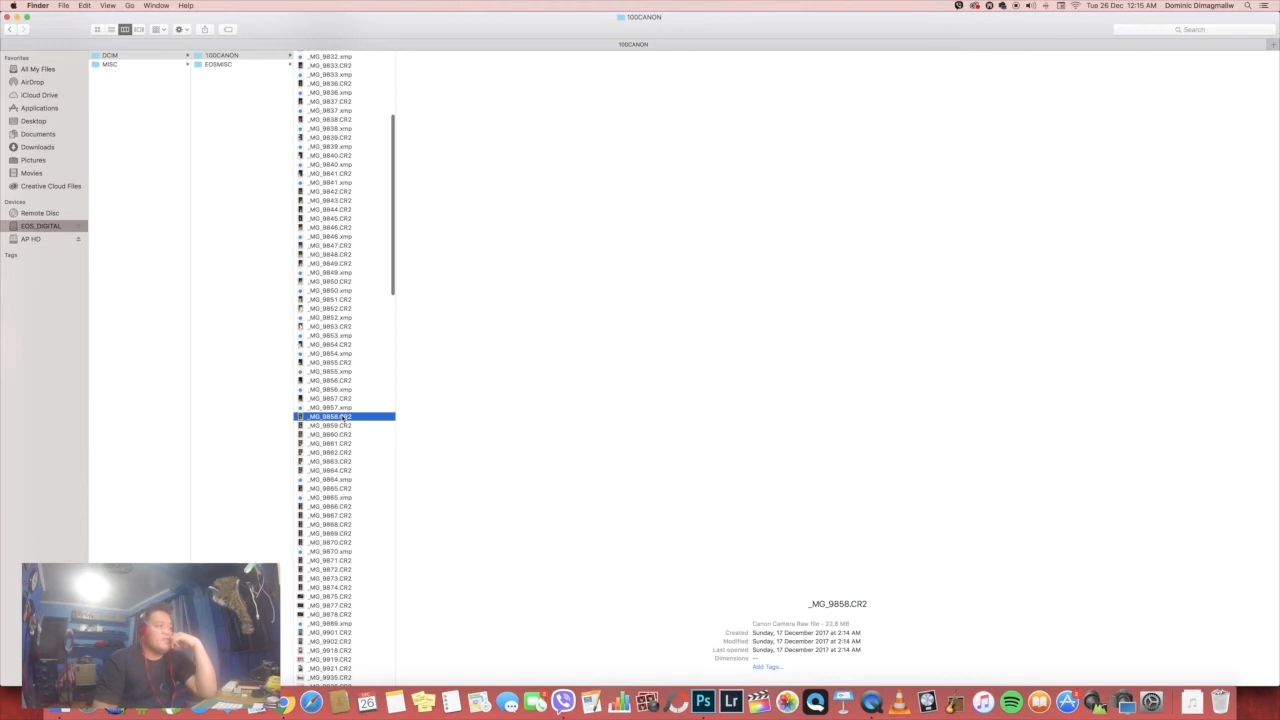 Finder File Edit View Go Window Help
Tue 26 Dec 12:15 AM Dominic Dimagmaliw
100CANON
Search
100CANON
Favorites
All My Files
AirDrop
iCloud Drive
Applications
Desktop
Documents
Downloads
Pictures
Movies
Creative Cloud Files
Devices
Remote Disc
EOS_DIGITAL
AP HD
Tags
DCIM
MISC
100CANON
EOSMISC
_MG_9832.xmp
_MG_9833.CR2
_MG_9833.xmp
_MG_9836.CR2
_MG_9836.xmp
_MG_9837.CR2
_MG_9837.xmp
_MG_9838.CR2
_MG_9838.xmp
_MG_9839.CR2
_MG_9839.xmp
_MG_9840.CR2
_MG_9840.xmp
_MG_9841.CR2
_MG_9841.xmp
_MG_9842.CR2
_MG_9843.CR2
_MG_9844.CR2
_MG_9845.CR2
_MG_9846.CR2
_MG_9846.xmp
_MG_9847.CR2
_MG_9848.CR2
_MG_9849.CR2
_MG_9849.xmp
_MG_9850.CR2
_MG_9850.xmp
_MG_9851.CR2
_MG_9852.CR2
_MG_9852.xmp
_MG_9853.CR2
_MG_9853.xmp
_MG_9854.CR2
_MG_9854.xmp
_MG_9855.CR2
_MG_9855.xmp
_MG_9856.CR2
_MG_9856.xmp
_MG_9857.CR2
_MG_9857.xmp
_MG_9858.CR2
_MG_9859.CR2
_MG_9860.CR2
_MG_9861.CR2
_MG_9862.CR2
_MG_9863.CR2
_MG_9864.CR2
_MG_9864.xmp
_MG_9865.CR2
_MG_9865.xmp
_MG_9866.CR2
_MG_9867.CR2
_MG_9868.CR2
_MG_9869.CR2
_MG_9870.CR2
_MG_9870.xmp
_MG_9871.CR2
_MG_9872.CR2
_MG_9873.CR2
_MG_9874.CR2
_MG_9875.CR2
_MG_9877.CR2
_MG_9878.CR2
_MG_9889.xmp
_MG_9901.CR2
_MG_9902.CR2
_MG_9918.CR2
_MG_9919.CR2
_MG_9921.CR2
_MG_9935.CR2
_MG_9858.CR2
Canon Camera Raw file - 22.8 MB
Created Sunday, 17 December 2017 at 2:14 AM
Modified Sunday, 17 December 2017 at 2:14 AM
Last opened Sunday, 17 December 2017 at 2:14 AM
Dimensions --
Add Tags...
DEC
26
Ps
Lr